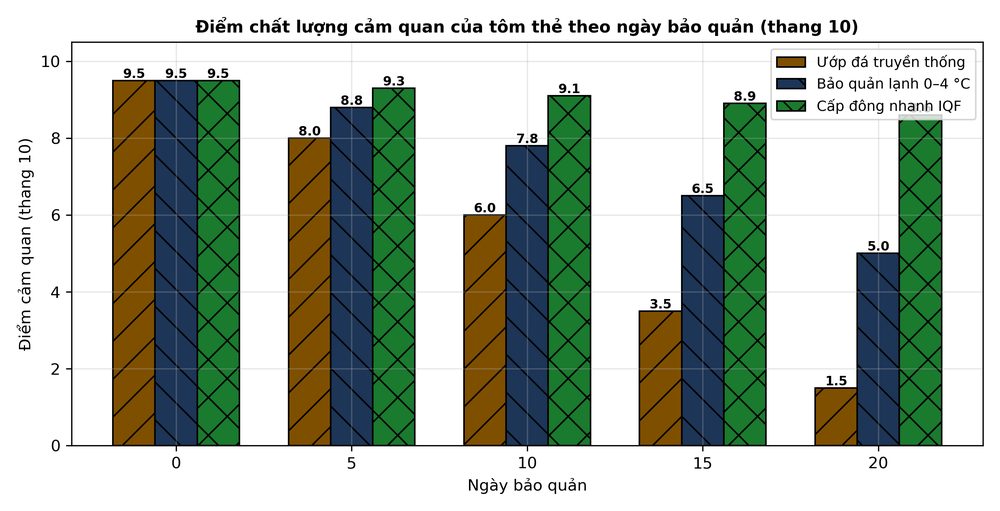 Điểm chất lượng cảm quan của tôm thẻ theo ngày bảo quản (thang 10)
Điểm cảm quan (thang 10)
10
8
6
4
2
0
Ướp đá truyền thống
Bảo quản lạnh 0–4 °C
Cấp đông nhanh IQF
9.5 9.5 9.5
8.0 8.8 9.3
6.0 7.8 9.1
3.5 6.5 8.9
1.5 5.0
0 5 10 15 20
Ngày bảo quản